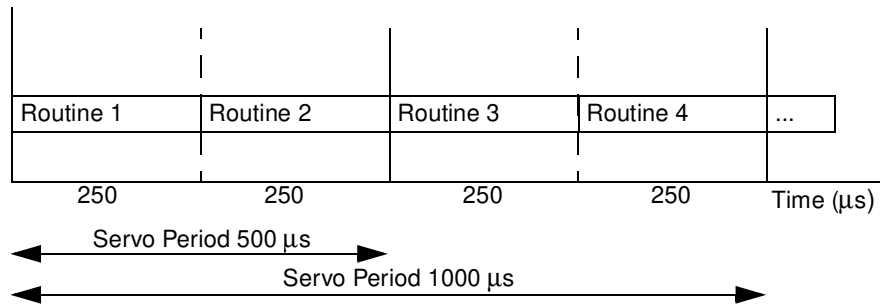 Routine 1 Routine 2 Routine 3 Routine 4 ...
250 250 250 250 Time (μs)
Servo Period 500 μs
Servo Period 1000 μs